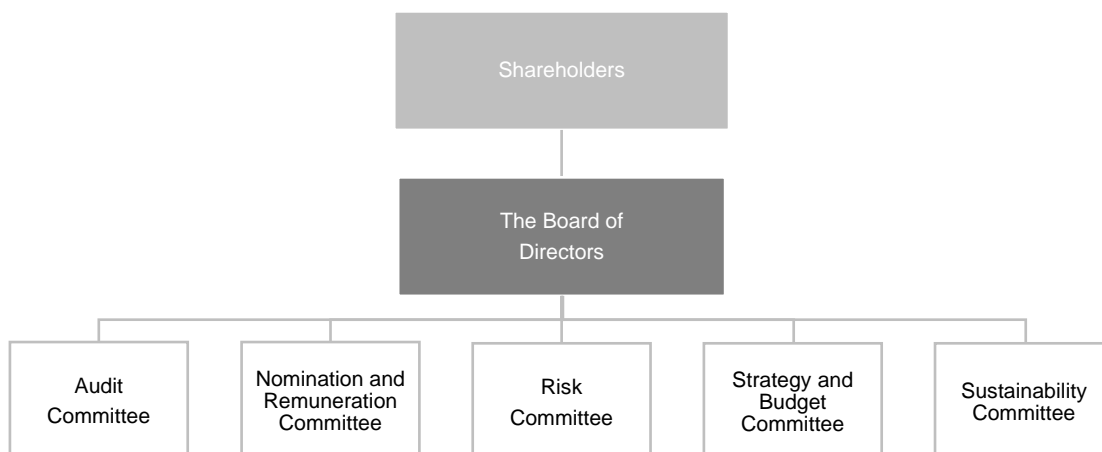 Shareholders
The Board of
Directors
Audit
Committee
Nomination and
Remuneration
Committee
Risk
Committee
Strategy and
Budget
Committee
Sustainability
Committee